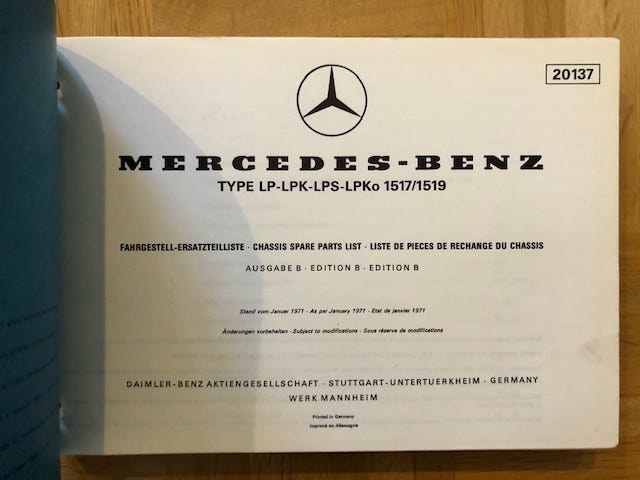 20137
MERCEDES-BENZ
TYPE LP-LPK-LPS-LPKo 1517/1519
FAHRGESTELL-ERSATZTEILLISTE · CHASSIS SPARE PARTS LIST · LISTE DE PIECES DE RECHANGE DU CHASSIS
AUSGABE B · EDITION B · EDITION B
Stand vom Januar 1971 · As per January 1971 · Etat de janvier 1971
Änderungen vorbehalten · Subject to modifications · Sous réserve de modifications
DAIMLER-BENZ AKTIENGESELLSCHAFT · STUTTGART-UNTERTUERKHEIM · GERMANY
WERK MANNHEIM
Printed in Germany
Imprimé en Allemagne